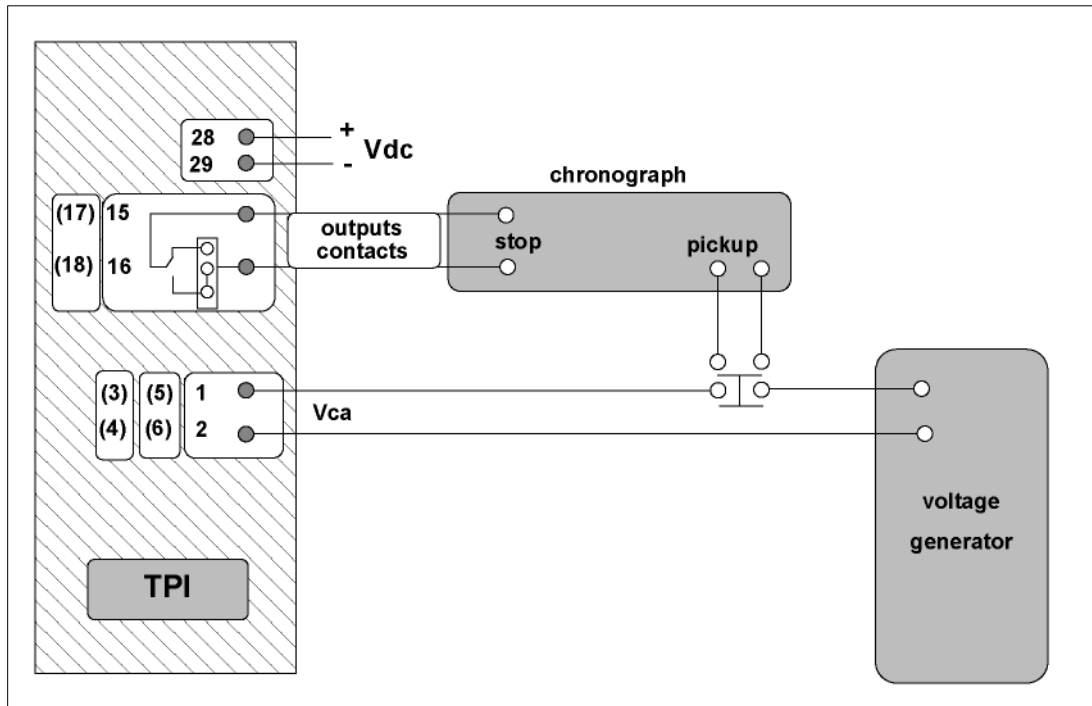 28
29
+
-
Vdc
(17) 15
(18) 16
outputs
contacts
chronograph
stop
pickup
(3) (5) 1
(4) (6) 2
Vca
voltage
generator
TPI